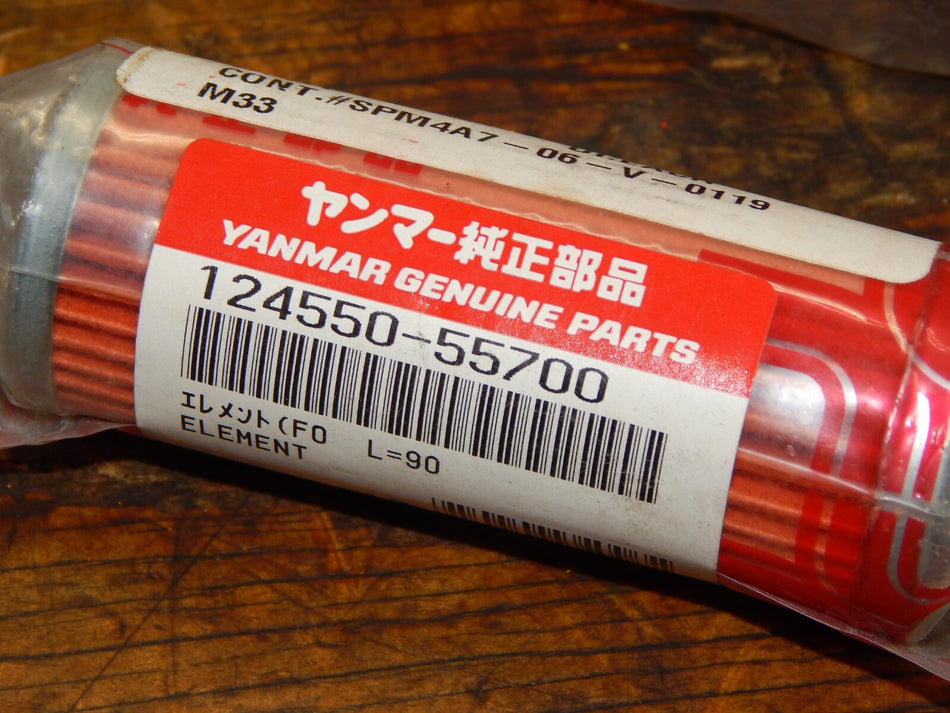 CONT.#SPM4A7-06-V-0119
M33
ヤンマー純正部品
YANMAR GENUINE PARTS
124550-55700
エレメント(FO
ELEMENT L=90